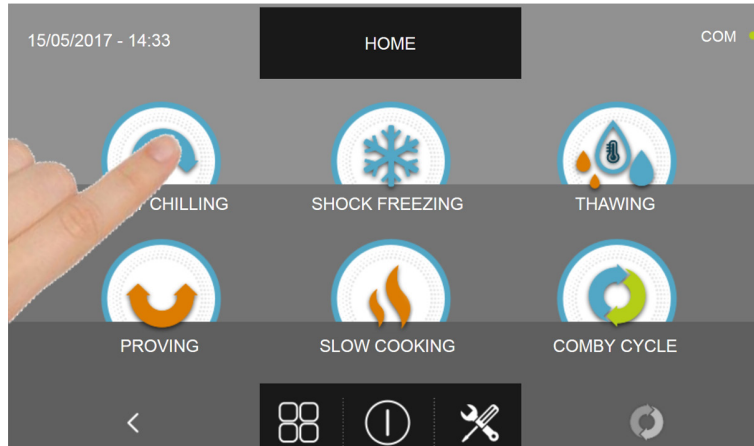 15/05/2017 - 14:33
HOME
COM
CHILLING
SHOCK FREEZING
THAWING
PROVING
SLOW COOKING
COMBY CYCLE